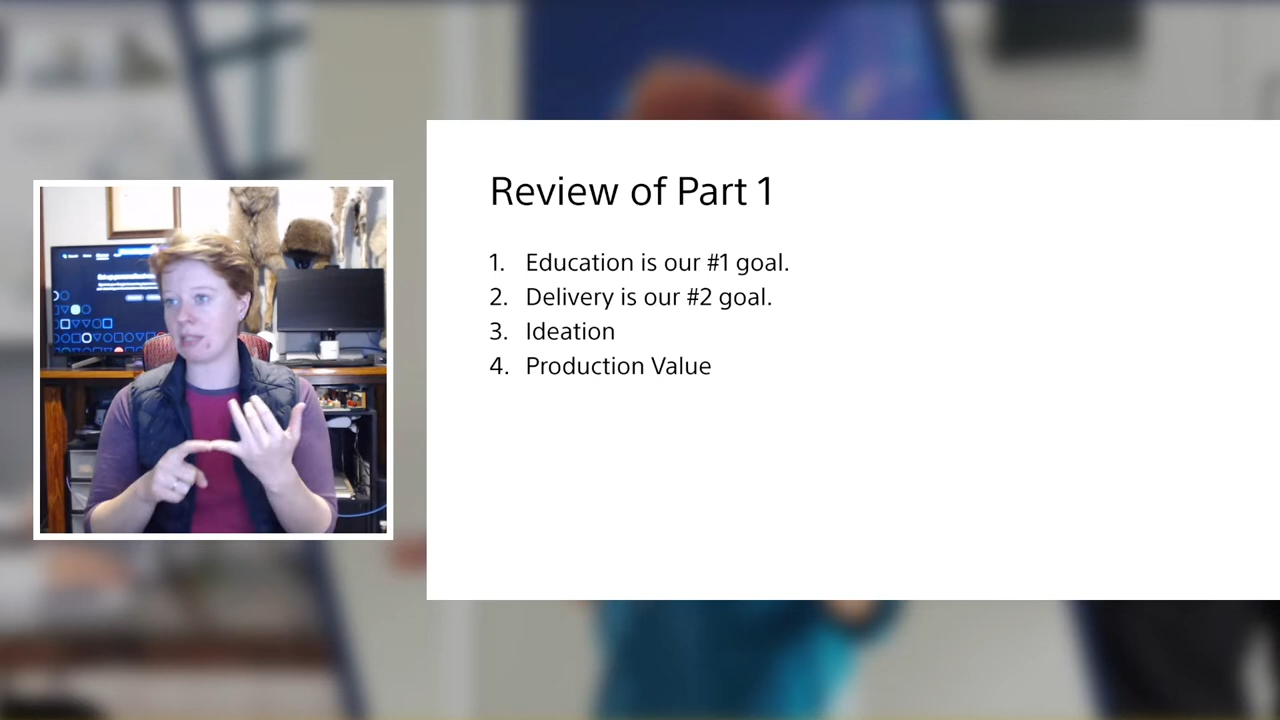 Review of Part 1
1. Education is our #1 goal.
2. Delivery is our #2 goal.
3. Ideation
4. Production Value